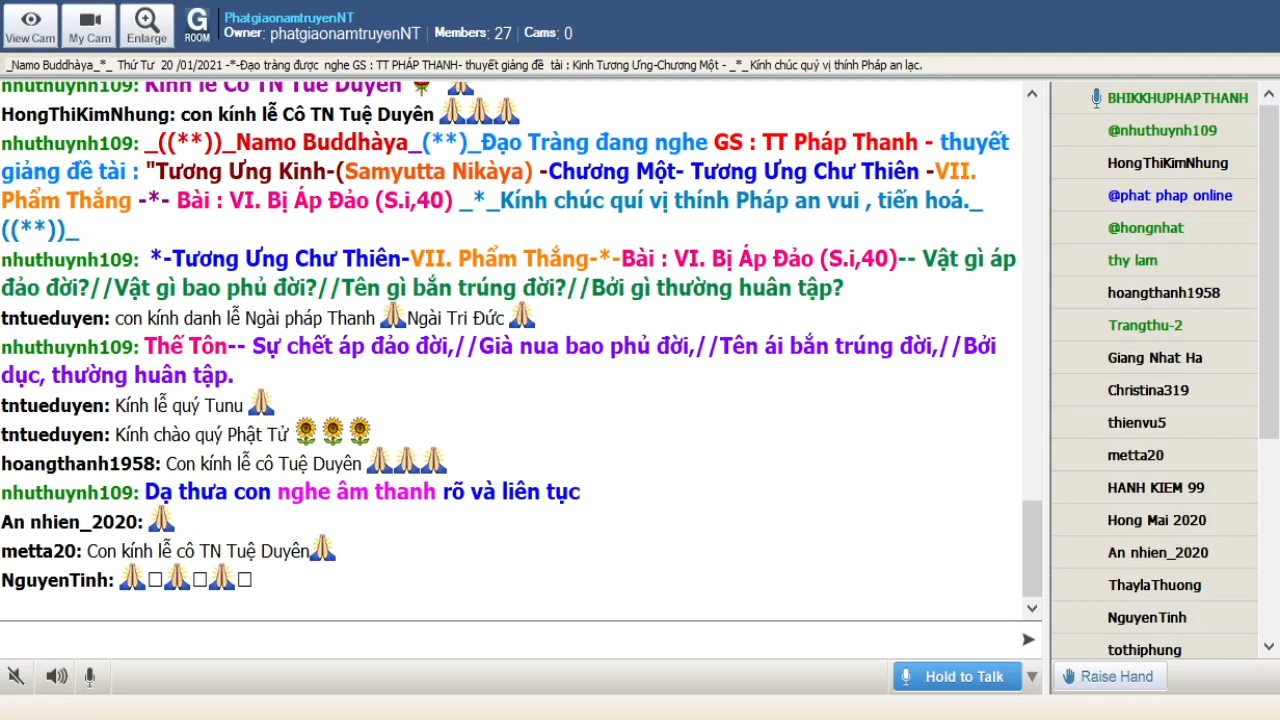 View Cam
My Cam
Enlarge
G
ROOM
PhatgiaonamtruyenNT
Owner: phatgiaonamtruyenNT | Members: 27 | Cams: 0
_Namo Buddhàya_*_ Thứ Tư 20 /01/2021 -*-Đạo tràng được nghe GS : TT PHÁP THANH- thuyết giảng đề tài : Kinh Tương Ưng-Chương Một - _*_Kính chúc quý vị thính Pháp an lạc.
nhuthuynh109: Kính lễ Cô TN Tuệ Duyên
HongThiKimNhung: con kính lễ Cô TN Tuệ Duyên
nhuthuynh109: _((**))_Namo Buddhàya_(**)_Đạo Tràng đang nghe GS : TT Pháp Thanh - thuyết
giảng đề tài : "Tương Ưng Kinh-(Samyutta Nikàya) -Chương Một- Tương Ưng Chư Thiên -VII.
Phẩm Thắng -*- Bài : VI. Bị Áp Đảo (S.i,40) _*_Kính chúc quí vị thính Pháp an vui , tiến hoá._
((**))_
nhuthuynh109: *-Tương Ưng Chư Thiên-VII. Phẩm Thắng-*-Bài : VI. Bị Áp Đảo (S.i,40)-- Vật gì áp
đảo đời?//Vật gì bao phủ đời?//Tên gì bắn trúng đời?//Bởi gì thường huân tập?
tntueduyen: con kính danh lễ Ngài pháp Thanh Ngài Tri Đức
nhuthuynh109: Thế Tôn-- Sự chết áp đảo đời,//Già nua bao phủ đời,//Tên ái bắn trúng đời,//Bởi
dục, thường huân tập.
tntueduyen: Kính lễ quý Tunu
tntueduyen: Kính chào quý Phật Tử
hoangthanh1958: Con kính lễ cô Tuệ Duyên
nhuthuynh109: Dạ thưa con nghe âm thanh rõ và liên tục
An nhien_2020:
metta20: Con kính lễ cô TN Tuệ Duyên
NguyenTinh:
Hold to Talk
BHIKKHUPHAPTHANH
@nhuthuynh109
HongThiKimNhung
@phat phap online
@hongnhat
thy lam
hoangthanh1958
Trangthu-2
Giang Nhat Ha
Christina319
thienvu5
metta20
HANH KIEM 99
Hong Mai 2020
An nhien_2020
ThaylaThuong
NguyenTinh
tothiphung
Raise Hand